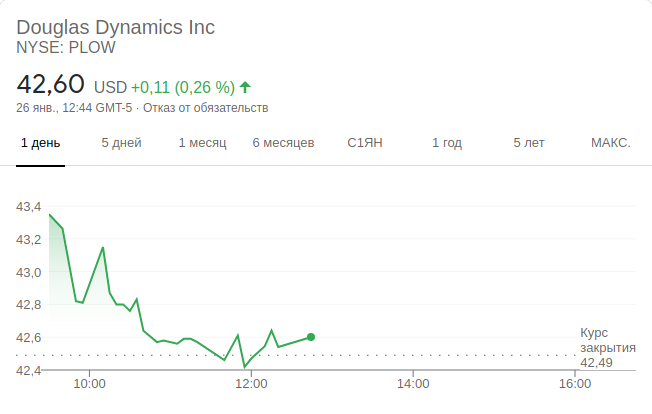 Douglas Dynamics Inc
NYSE: PLOW
42,60 USD +0,11 (0,26 %)
26 янв., 12:44 GMT-5 · Отказ от обязательств
1 день 5 дней 1 месяц 6 месяцев С1ЯН 1 год 5 лет МАКС.
43,4
43,2
43,0
42,8
42,6
42,4
Курс
закрытия
42,49
10:00 12:00 14:00 16:00